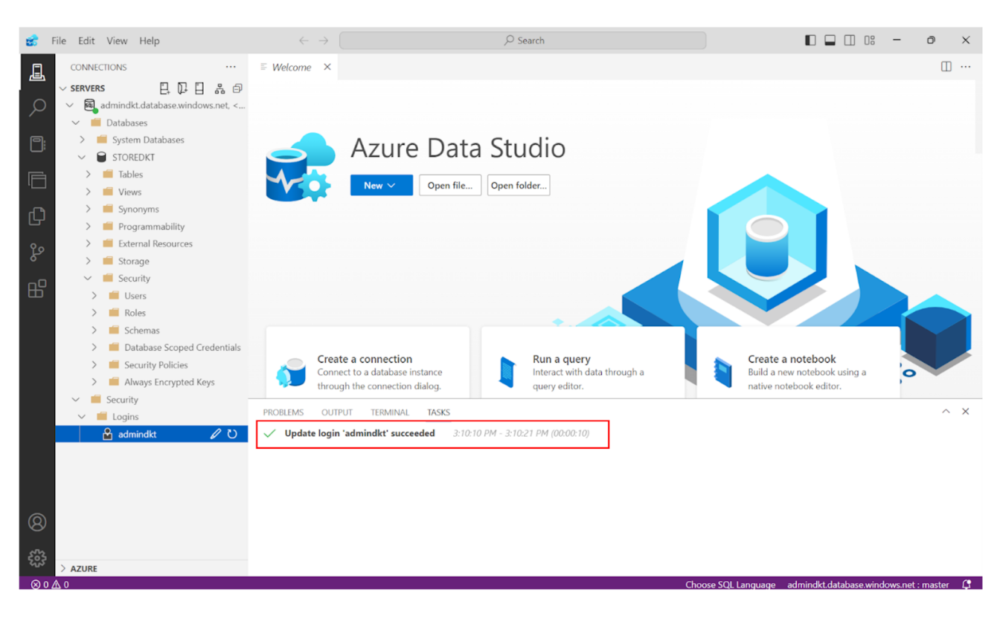 File Edit View Help
Search
CONNECTIONS
Welcome
SERVERS
admindkt.database.windows.net, <...
Databases
System Databases
STOREDKT
Tables
Views
Synonyms
Programmability
External Resources
Storage
Security
Users
Roles
Schemas
Database Scoped Credentials
Security Policies
Always Encrypted Keys
Security
Logins
admindkt
AZURE
Azure Data Studio
New
Open file...
Open folder...
Create a connection
Connect to a database instance
through the connection dialog.
Run a query
Interact with data through a
query editor.
Create a notebook
Build a new notebook using a
native notebook editor.
PROBLEMS OUTPUT TERMINAL TASKS
Update login 'admindkt' succeeded 3:10:10 PM - 3:10:21 PM (00:00:10)
0 0
Choose SQL Language admindkt.database.windows.net : master